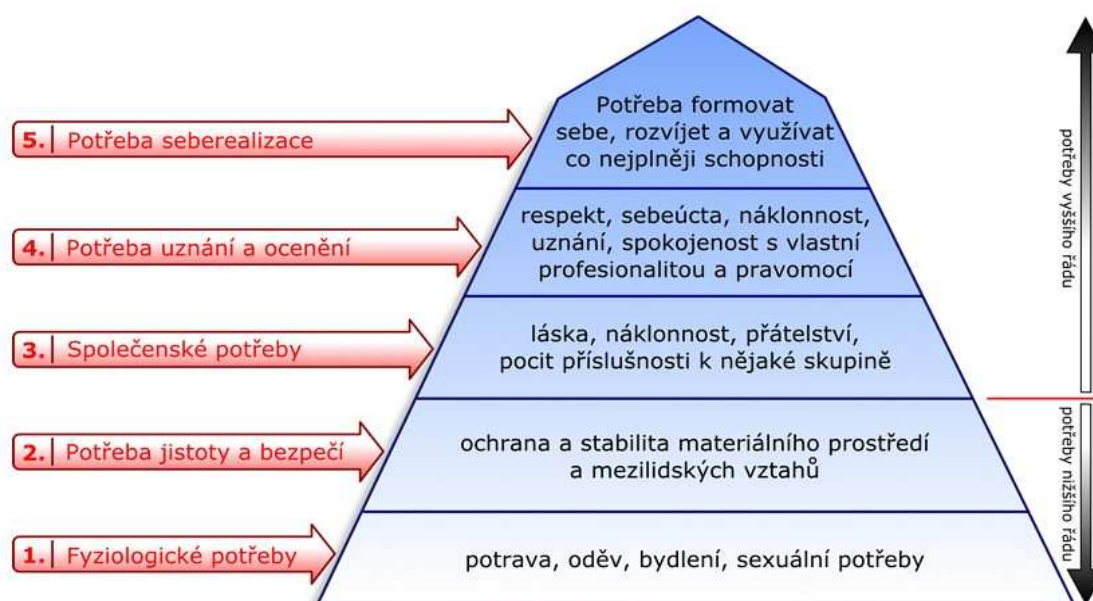 5. Potřeba seberealizace
Potřeba formovat
sebe, rozvíjet a využívat
co nejplněji schopnosti
4. Potřeba uznání a ocenění
respekt, sebeúcta, náklonnost,
uznání, spokojenost s vlastní
profesionalitou a pravomocí
3. Společenské potřeby
láska, náklonnost, přátelství,
pocit příslušnosti k nějaké skupině
2. Potřeba jistoty a bezpečí
ochrana a stabilita materiálního prostředí
a mezilidských vztahů
1. Fyziologické potřeby
potrava, oděv, bydlení, sexuální potřeby
potřeby vyššího řádu
potřeby nižšího řádu